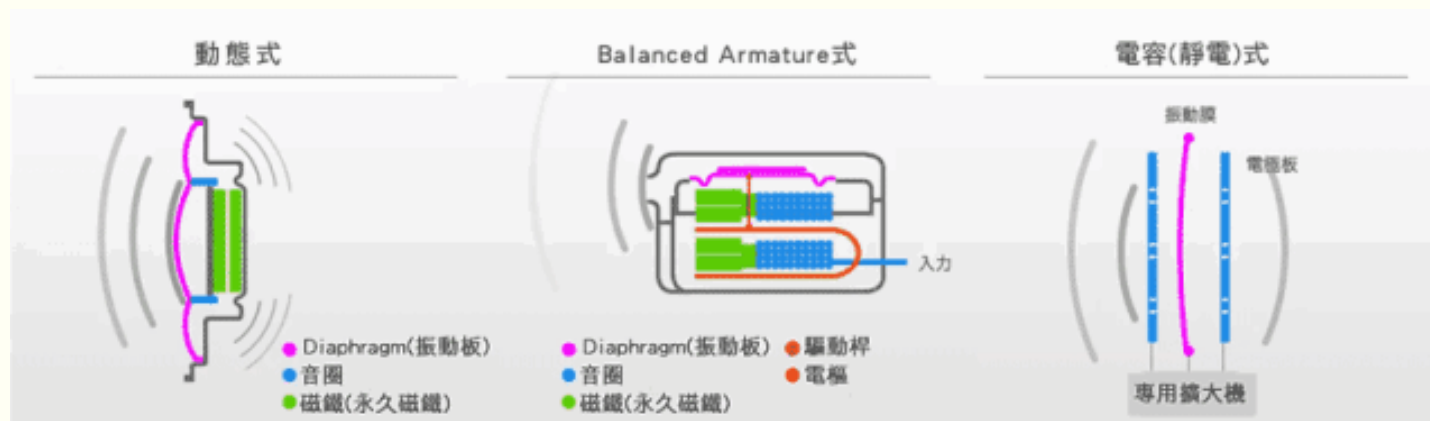 動態式
Balanced Armature式
電容(靜電)式
振動膜
電極板
入力
Diaphragm(振動板)
音圈
磁鐵(永久磁鐵)
Diaphragm(振動板)
驅動桿
音圈
電樞
磁鐵(永久磁鐵)
專用擴大機